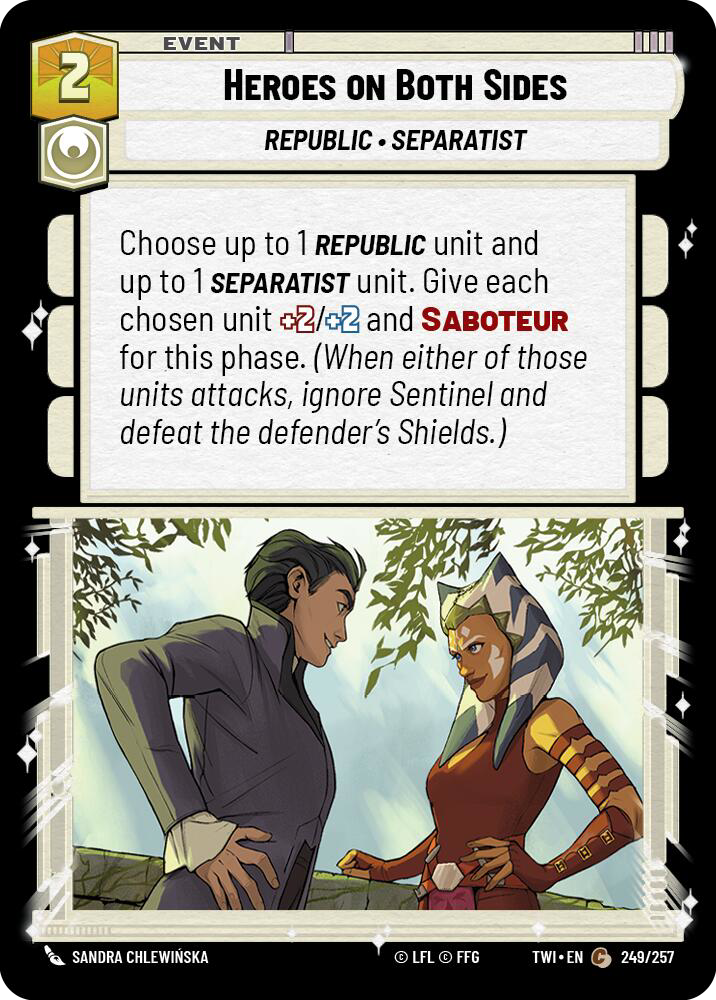 EVENT
2
HEROES ON BOTH SIDES
REPUBLIC • SEPARATIST
Choose up to 1 REPUBLIC unit and
up to 1 SEPARATIST unit. Give each
chosen unit +2/+2 and SABOTEUR
for this phase. (When either of those
units attacks, ignore Sentinel and
defeat the defender's Shields.)
SANDRA CHLEWIŃSKA
© LFL © FFG
TWI • EN C 249/257